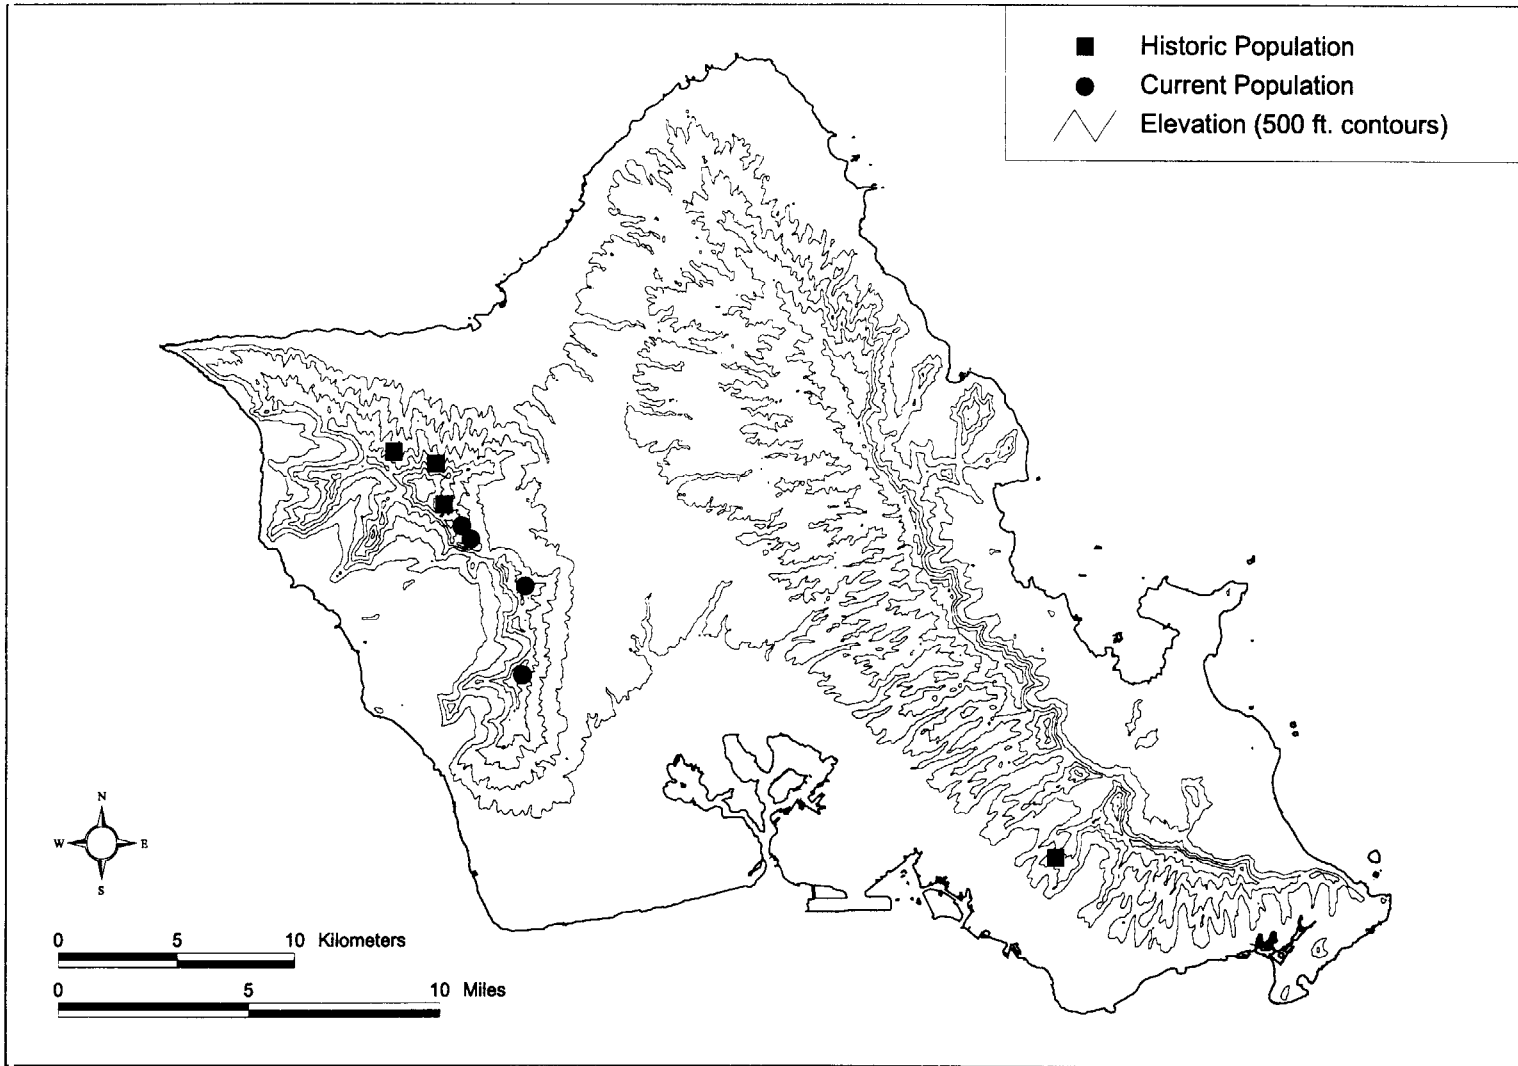 Historic Population
Current Population
Elevation (500 ft. contours)
N
W E
S
0 5 10 Kilometers
0 5 10 Miles